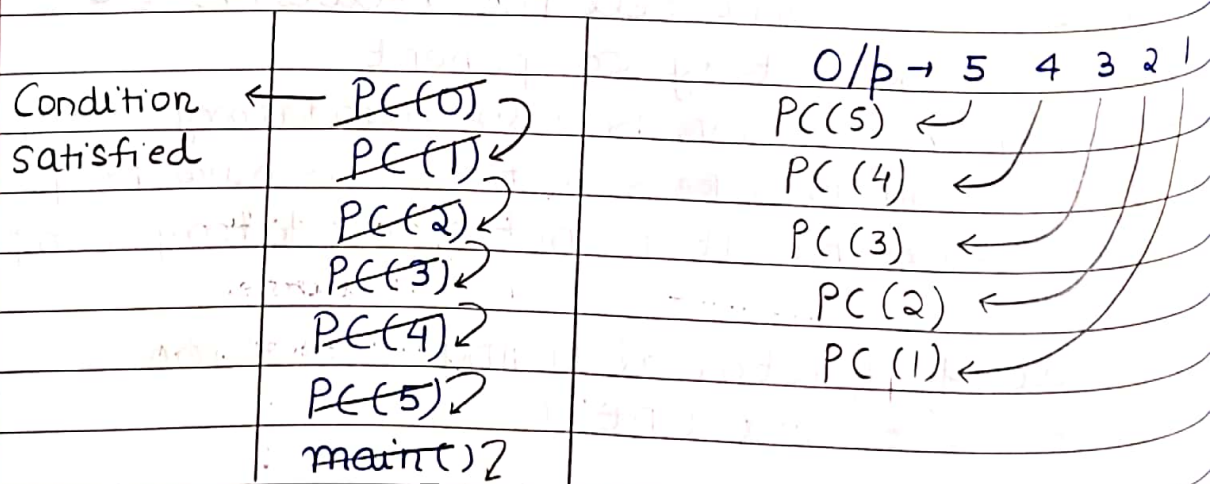 O/p → 5 4 3 2 1
Condition ← PC(0) PC(5)
satisfied PC(1) PC (4)
PC(2) PC (3)
PC(3) PC (2)
PC(4) PC (1)
PC(5)
main()